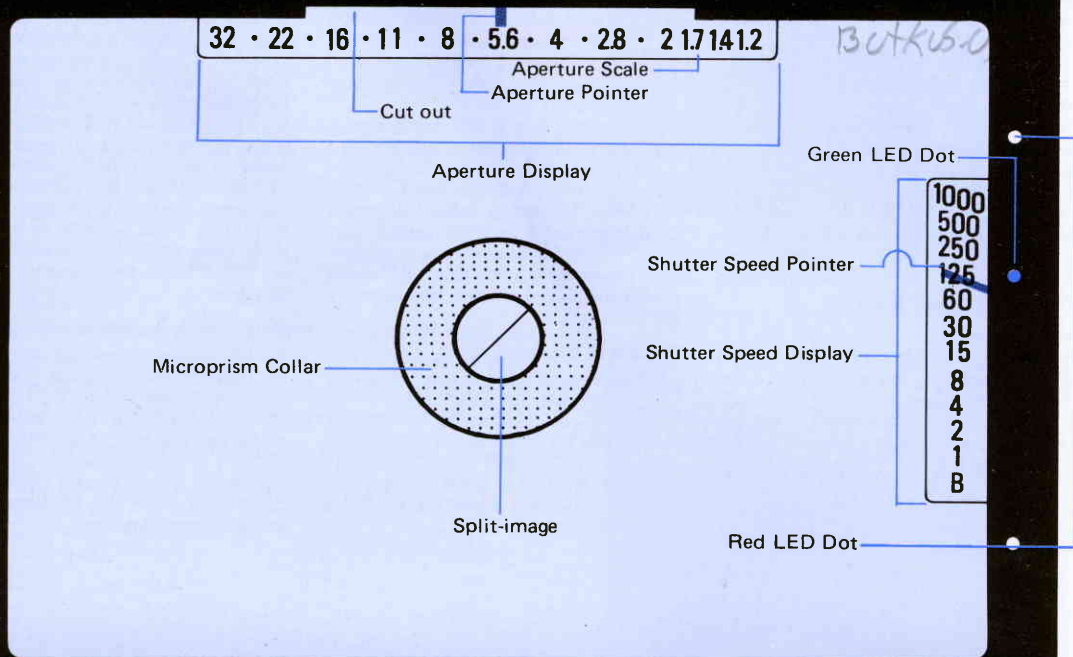 32 · 22 · 16 · 11 · 8 · 5.6 · 4 · 2.8 · 2 1.7 1.4 1.2
Butkus.o
Aperture Scale
Aperture Pointer
Cut out
Aperture Display
Green LED Dot
1000
500
250
Shutter Speed Pointer
125
60
30
Shutter Speed Display
15
8
Microprism Collar
4
2
1
B
Split-image
Red LED Dot